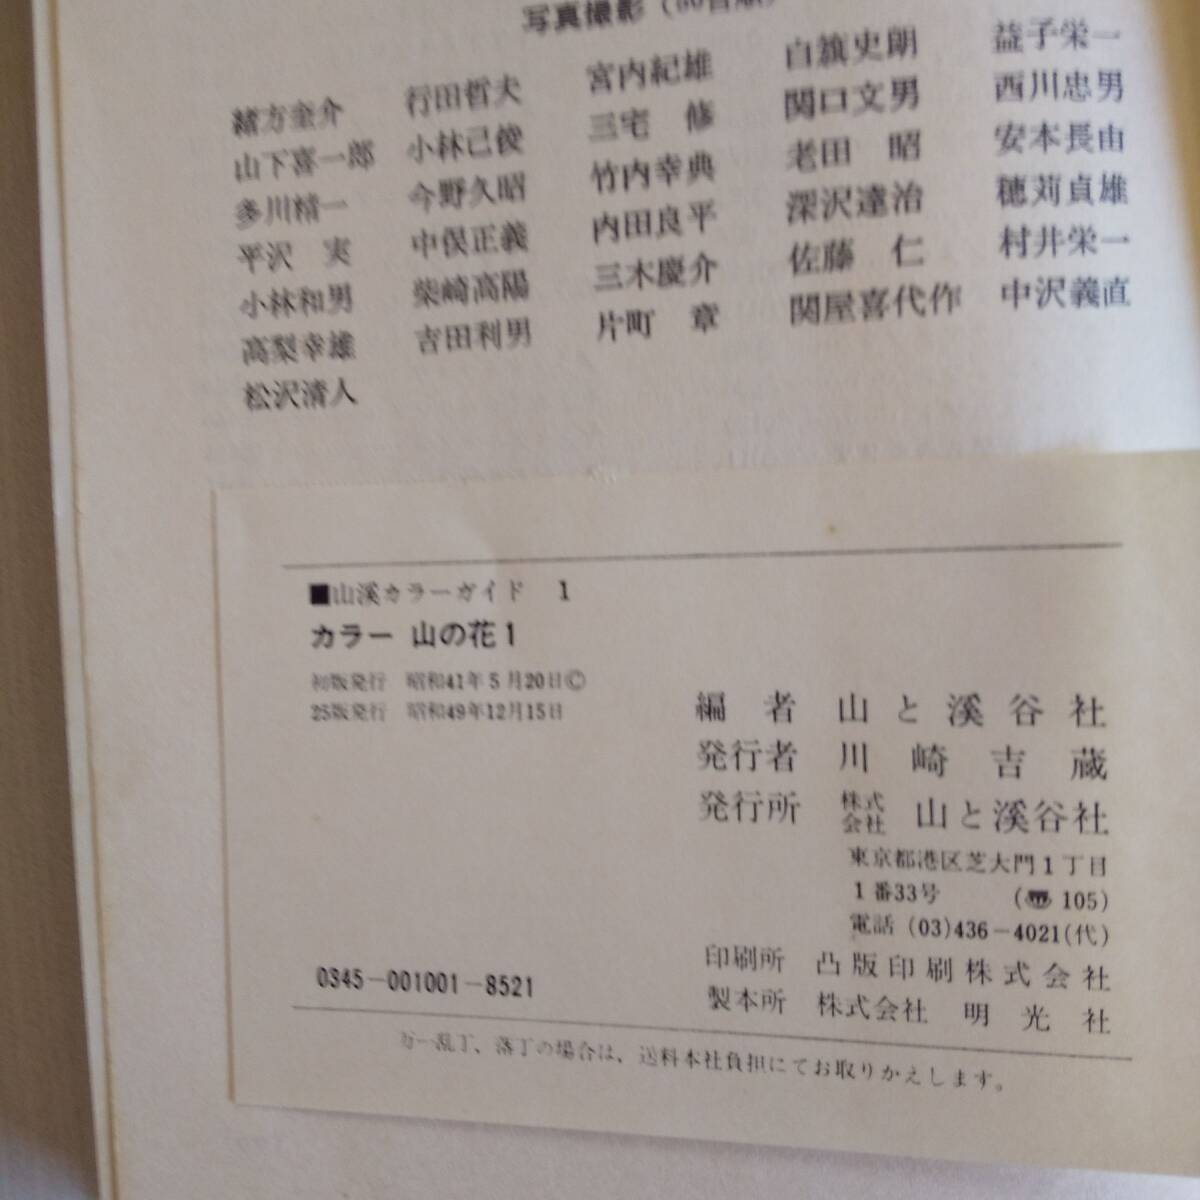 写真撮影
緒方奎介 行田哲夫 宮内紀雄 白籏史朗 益子栄一
山下喜一郎 小林己俊 三宅 修 関口文男 西川忠男
多川精一 今野久昭 竹内幸典 老田 昭 安本長由
平沢 実 中俣正義 内田良平 深沢達治 穂苅貞雄
小林和男 柴崎高陽 三木慶介 佐藤 仁 村井栄一
高梨幸雄 吉田利男 片町 章 関屋喜代作 中沢義直
松沢清人
■山溪カラーガイド 1
カラー 山の花1
初版発行 昭和41年5月20日Ⓒ
25版発行 昭和49年12月15日
編者 山と溪谷社
発行者 川崎吉蔵
発行所 株式会社 山と溪谷社
東京都港区芝大門1丁目
1番33号 (☎ 105)
電話 (03)436-4021(代)
印刷所 凸版印刷株式会社
製本所 株式会社 明光社
0345-001001-8521
万一乱丁、落丁の場合は、送料本社負担にてお取りかえします。